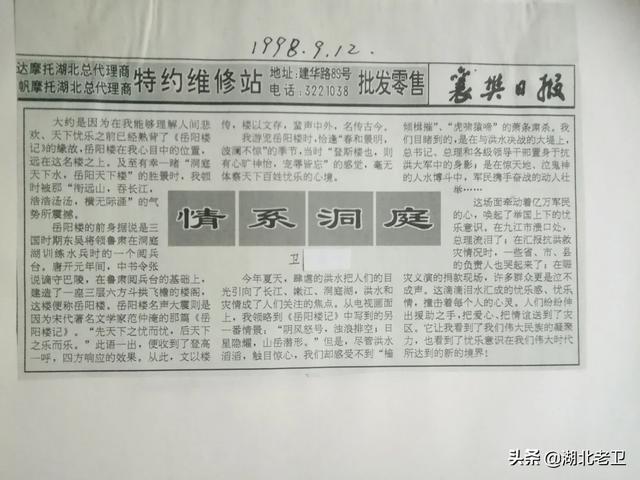 1998.9.12.
达摩托湖北总代理商
帆摩托湖北总代理商
特约维修站
地址:建华路89号
电话:3221038
批发零售
襄樊日报
情系洞庭
卫
大约是因为在我能够理解人间悲
欢、天下忧乐之前已经熟背了《岳阳楼
记》的缘故，岳阳楼在我心目中的位置，
远在这名楼之上。及至有幸一睹“洞庭
天下水，岳阳天下楼”的胜景时，我顿
时被那“衔远山，吞长江，
浩浩汤汤，横无际涯”的气
势所震撼。
岳阳楼的前身据说是三
国时期东吴将领鲁肃在洞庭
湖训练水兵时的一个阅兵
台。唐开元年间，中书令张
说谪守巴陵，在鲁肃阅兵台的基础上，
建造了一座三层六方斗拱飞檐的楼阁，
这楼便称岳阳楼。岳阳楼名声大震则是
因为宋代著名文学家范仲淹的那篇《岳
阳楼记》。“先天下之忧而忧，后天下
之乐而乐。”此语一出，便收到了登高
一呼，四方响应的效果。从此，文以楼
传，楼以文存，蜚声中外，名传古今。
我游览岳阳楼时，恰逢“春和景明，
波澜不惊”的季节，当时“登斯楼也，则
有心旷神怡，宠辱皆忘”的感觉，毫无
体察天下百姓忧乐的心境。
今年夏天，肆虐的洪水把人们的目
光引向了长江、嫩江、洞庭湖，洪水和
灾情成了人们关注的焦点。从电视画面
上，我领略到《岳阳楼记》中写到的另
一番情景：“阴风怒号，浊浪排空；日
星隐耀，山岳潜形。”但是，尽管洪水
滔滔，触目惊心，我们却感受不到“樯
倾楫摧”、“虎啸猿啼”的萧条肃杀。我
们目睹到的，是在与洪水决战的大堤上，
总书记、总理和各级领导干部置身于抗
洪大军中的身影；是在惊天地、泣鬼神
的人水博斗中，军民携手奋战的动人壮
举……
这场面牵动着亿万军民
的心，唤起了举国上下的忧
乐意识。在九江市溃口处，
总理流泪了；在汇报抗洪救
灾情况时，一些省、市、县
的负责人也哭起来了；在赈
灾义演的捐款现场，许多群众更是泣不
成声。这滴滴泪水汇成的忧乐感、忧乐
情，撞击着每个人的心灵。人们纷纷伸
出援助之手，把爱心、把情谊送到了灾
区。它让我看到了我们伟大民族的凝聚
力，也看到了忧乐意识在我们伟大时代
所达到的新的境界！
头条 @湖北老卫